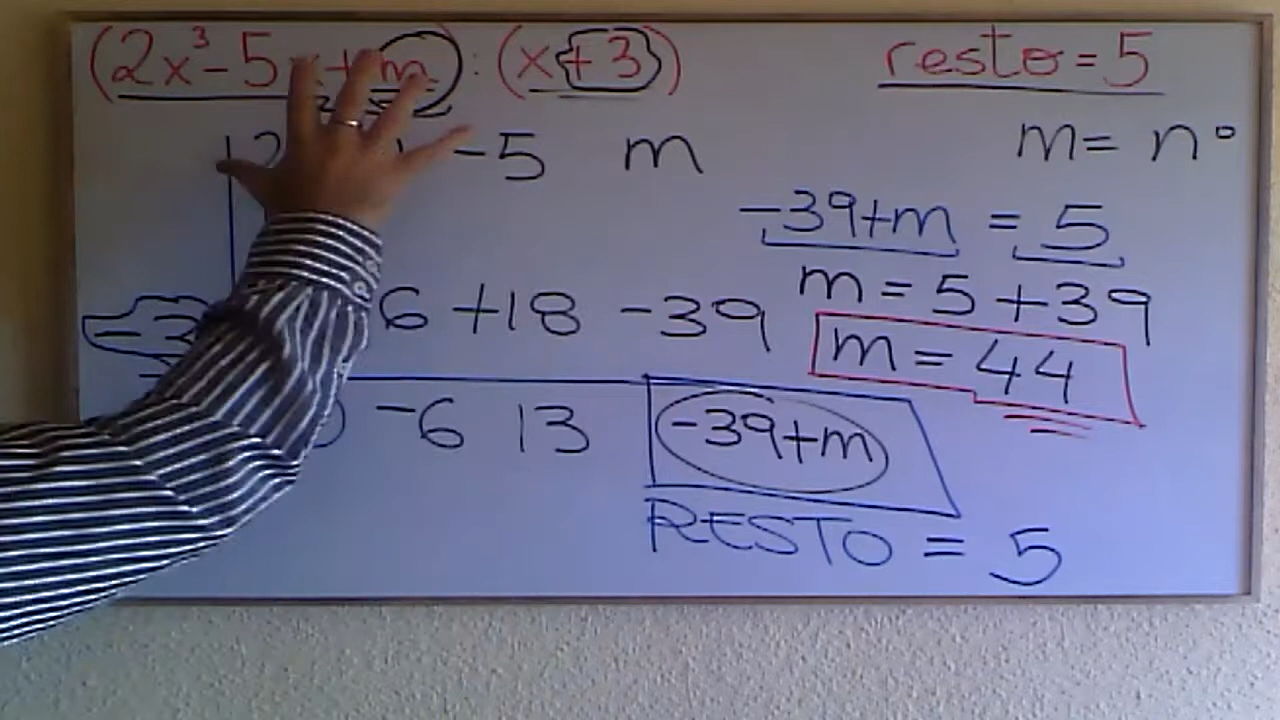 (2x³-5x+m):(x+3) resto=5
-5 m m= nº
-39+m = 5
m=5+39
-3 6 +18 -39
m=44
-6 13 -39+m
RESTO = 5